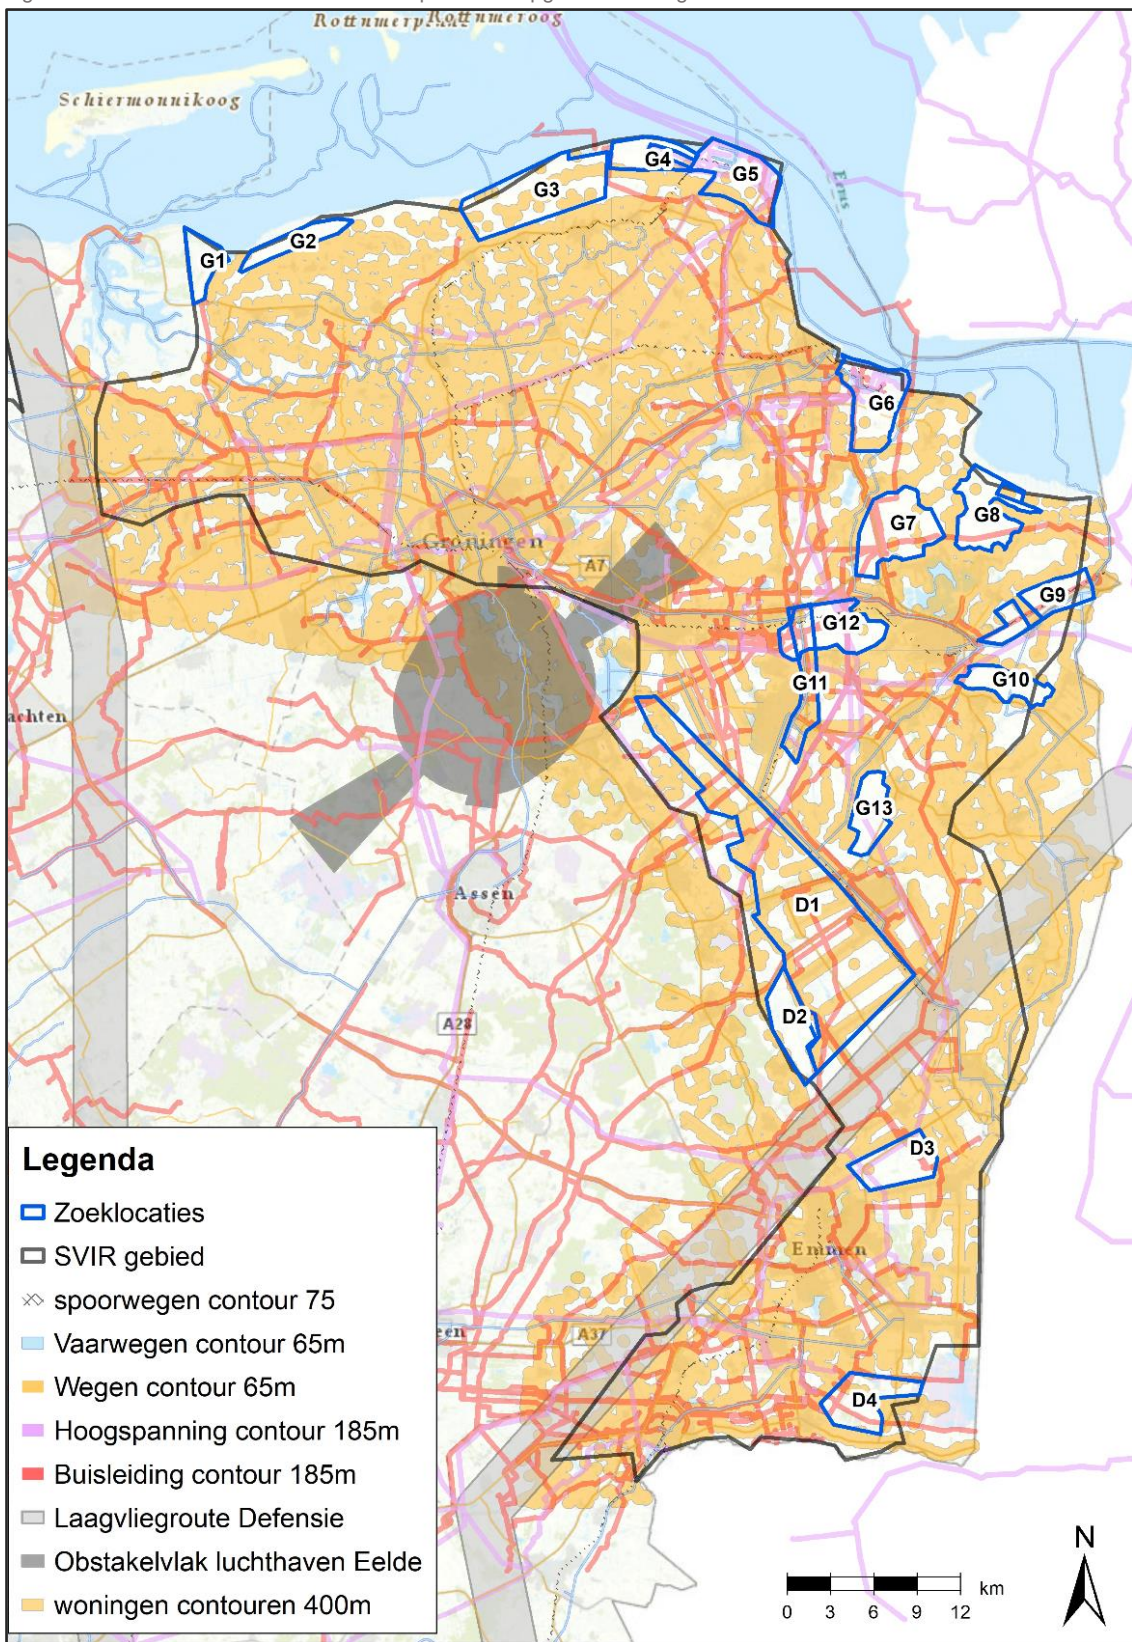 Rottumerplaat
Rottumeroog
Schiermonnikoog
Eems
G4
G5
G3
G2
G1
G6
G7
G8
Groningen
A7
G9
G12
G10
G11
achten
G13
Assen
D1
D2
A28
D3
Emmen
een
A37
D4
Legenda
Zoeklocaties
SVIR gebied
spoorwegen contour 75
Vaarwegen contour 65m
Wegen contour 65m
Hoogspanning contour 185m
Buisleiding contour 185m
Laagvliegroute Defensie
Obstakelvlak luchthaven Eelde
woningen contouren 400m
N
km
0 3 6 9 12